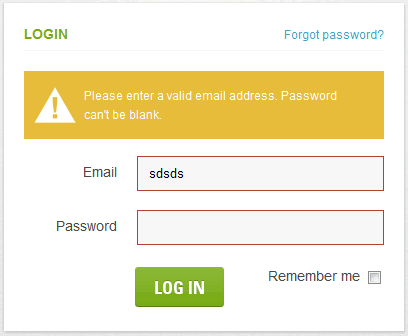 LOGIN Forgot password?
Please enter a valid email address. Password
can't be blank.
Email sdsds
Password
LOG IN Remember me